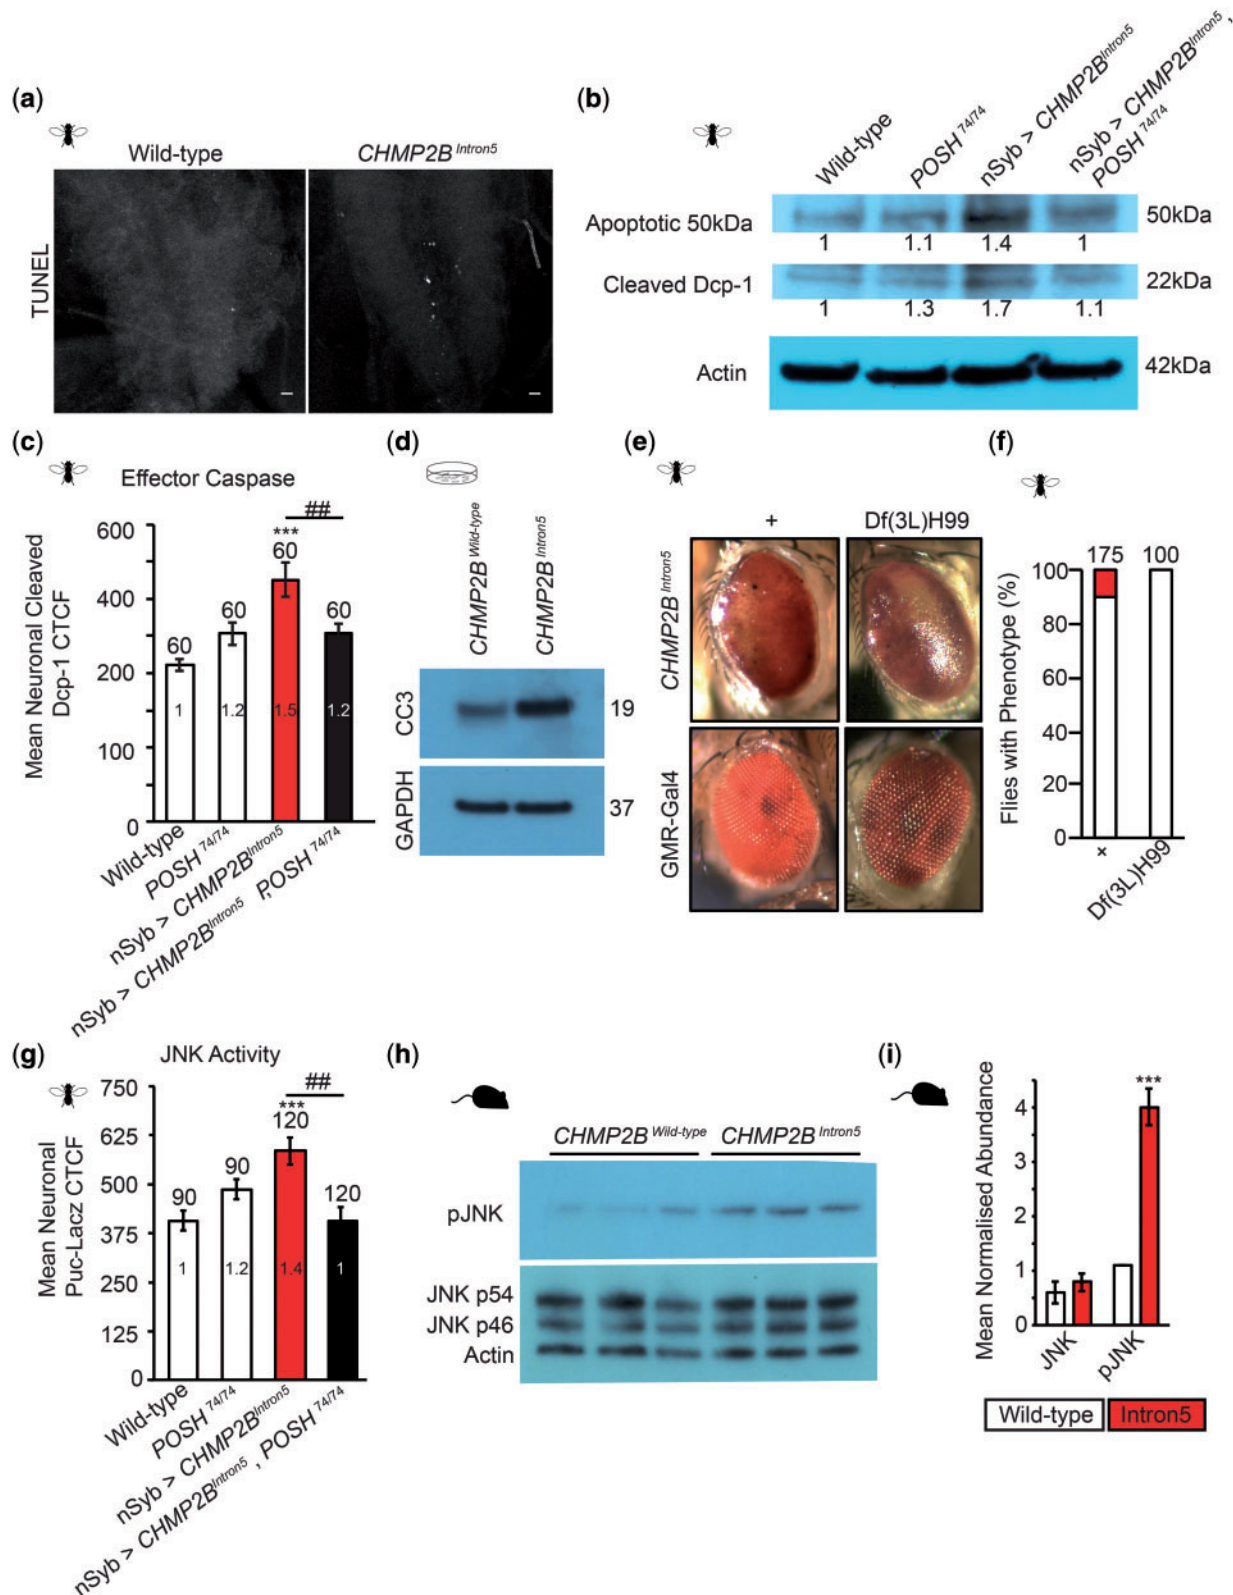 (a)
Wild-type
CHMP2B Intron5
TUNEL
(b)
Wild-type
POSH 74/74
nSyb > CHMP2B Intron5
nSyb > CHMP2B Intron5,
POSH 74/74
Apoptotic 50kDa
50kDa
1 1.1 1.4 1
Cleaved Dcp-1
22kDa
1 1.3 1.7 1.1
Actin
42kDa
(c)
Effector Caspase
Mean Neuronal Cleaved
Dcp-1 CTCF
600
400
200
100
0
60 60 60 60
***
##
1 1.2 1.5 1.2
Wild-type
POSH 74/74
nSyb > CHMP2B Intron5
nSyb > CHMP2B Intron5 P,POSH 74/74
(d)
CHMP2B Wild-type
CHMP2B Intron5
CC3
19
GAPDH
37
(e)
+
Df(3L)H99
CHMP2B Intron5
GMR-Gal4
(f)
Flies with Phenotype (%)
175 100
100
80
60
40
20
0
+
Df(3L)H99
(g)
JNK Activity
Mean Neuronal
Puc-Lacz CTCF
750
625
500
375
250
125
0
90 90 120 120
***
##
1 1.2 1.4 1
Wild-type
POSH 74/74
nSyb > CHMP2B Intron5
nSyb > CHMP2B Intron5 , POSH 74/74
(h)
CHMP2B Wild-type
CHMP2B Intron5
pJNK
JNK p54
JNK p46
Actin
(i)
Mean Normalised Abundance
4
2
1
0
***
JNK
pJNK
Wild-type
Intron5